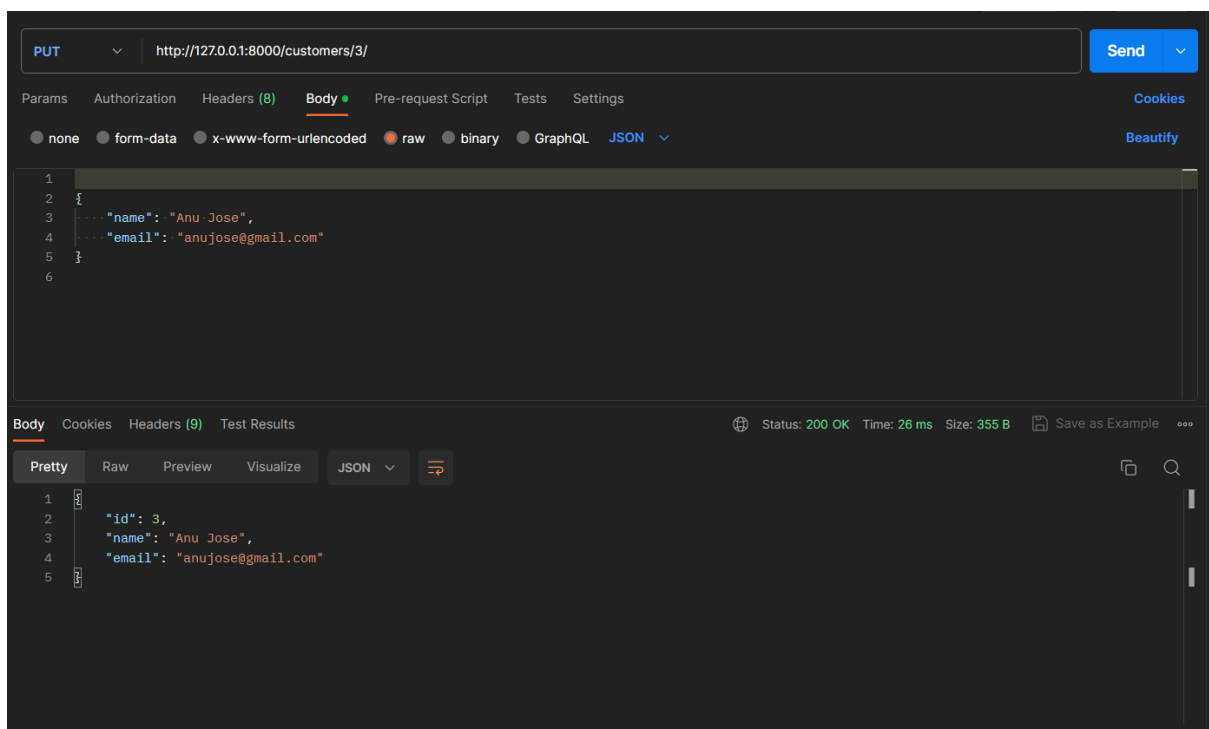 PUT http://127.0.0.1:8000/customers/3/ Send
Params Authorization Headers (8) Body Pre-request Script Tests Settings Cookies
none form-data x-www-form-urlencoded raw binary GraphQL JSON Beautify
1
2 {
3 "name": "Anu Jose",
4 "email": "anujose@gmail.com"
5 }
6
Body Cookies Headers (9) Test Results Status: 200 OK Time: 26 ms Size: 355 B Save as Example
Pretty Raw Preview Visualize JSON
1 {
2 "id": 3,
3 "name": "Anu Jose",
4 "email": "anujose@gmail.com"
5 }